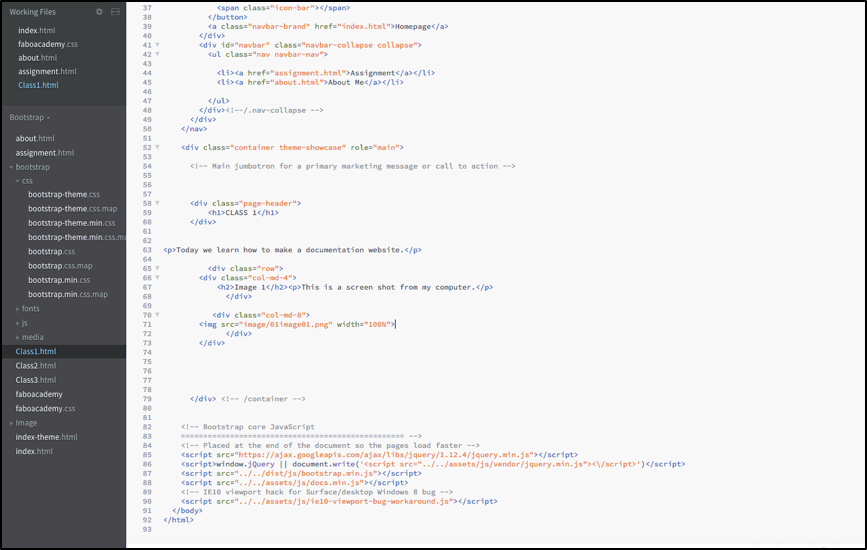 Working Files
index.html
faboacademy.css
about.html
assignment.html
Class1.html
Bootstrap
about.html
assignment.html
bootstrap
css
bootstrap-theme.css
bootstrap-theme.css.map
bootstrap-theme.min.css
bootstrap-theme.min.css.ma
bootstrap.css
bootstrap.css.map
bootstrap.min.css
bootstrap.min.css.map
fonts
js
media
Class1.html
Class2.html
Class3.html
faboacademy
faboacademy.css
Image
index-theme.html
index.html
37 <span class="icon-bar"></span>
38 </button>
39 <a class="navbar-brand" href="index.html">Homepage</a>
40 </div>
41 <div id="navbar" class="navbar-collapse collapse">
42 <ul class="nav navbar-nav">
43
44 <li><a href="assignment.html">Assignment</a></li>
45 <li><a href="about.html">About Me</a></li>
46
47 </ul>
48 </div><!--/.nav-collapse -->
49 </div>
50 </nav>
51
52 <div class="container theme-showcase" role="main">
53
54 <!-- Main jumbotron for a primary marketing message or call to action -->
55
56
57
58 <div class="page-header">
59 <h1>CLASS 1</h1>
60 </div>
61
62
63 <p>Today we learn how to make a documentation website.</p>
64
65 <div class="row">
66 <div class="col-md-4">
67 <h2>Image 1</h2><p>This is a screen shot from my computer.</p>
68 </div>
69
70 <div class="col-md-8">
71 <img src="image/01image01.png" width="100%">
72 </div>
73 </div>
74
75
76
77
78
79 </div> <!-- /container -->
80
81
82 <!-- Bootstrap core JavaScript
83 ================================================== -->
84 <!-- Placed at the end of the document so the pages load faster -->
85 <script src="https://ajax.googleapis.com/ajax/libs/jquery/1.12.4/jquery.min.js"></script>
86 <script>window.jQuery || document.write('<script src="../../assets/js/vendor/jquery.min.js"><\/script>')</script>
87 <script src="../../dist/js/bootstrap.min.js"></script>
88 <script src="../../assets/js/docs.min.js"></script>
89 <!-- IE10 viewport hack for Surface/desktop Windows 8 bug -->
90 <script src="../../assets/js/ie10-viewport-bug-workaround.js"></script>
91 </body>
92 </html>
93